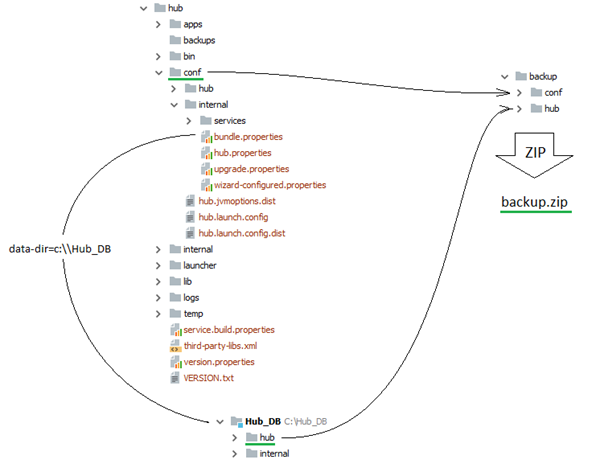 hub
apps
backups
bin
conf
hub
internal
services
bundle.properties
hub.properties
upgrade.properties
wizard-configured.properties
hub.jvmoptions.dist
hub.launch.config
hub.launch.config.dist
internal
launcher
lib
logs
temp
service.build.properties
third-party-libs.xml
version.properties
VERSION.txt
data-dir=c:\\Hub_DB
Hub_DB C:\Hub_DB
hub
internal
backup
conf
hub
ZIP
backup.zip